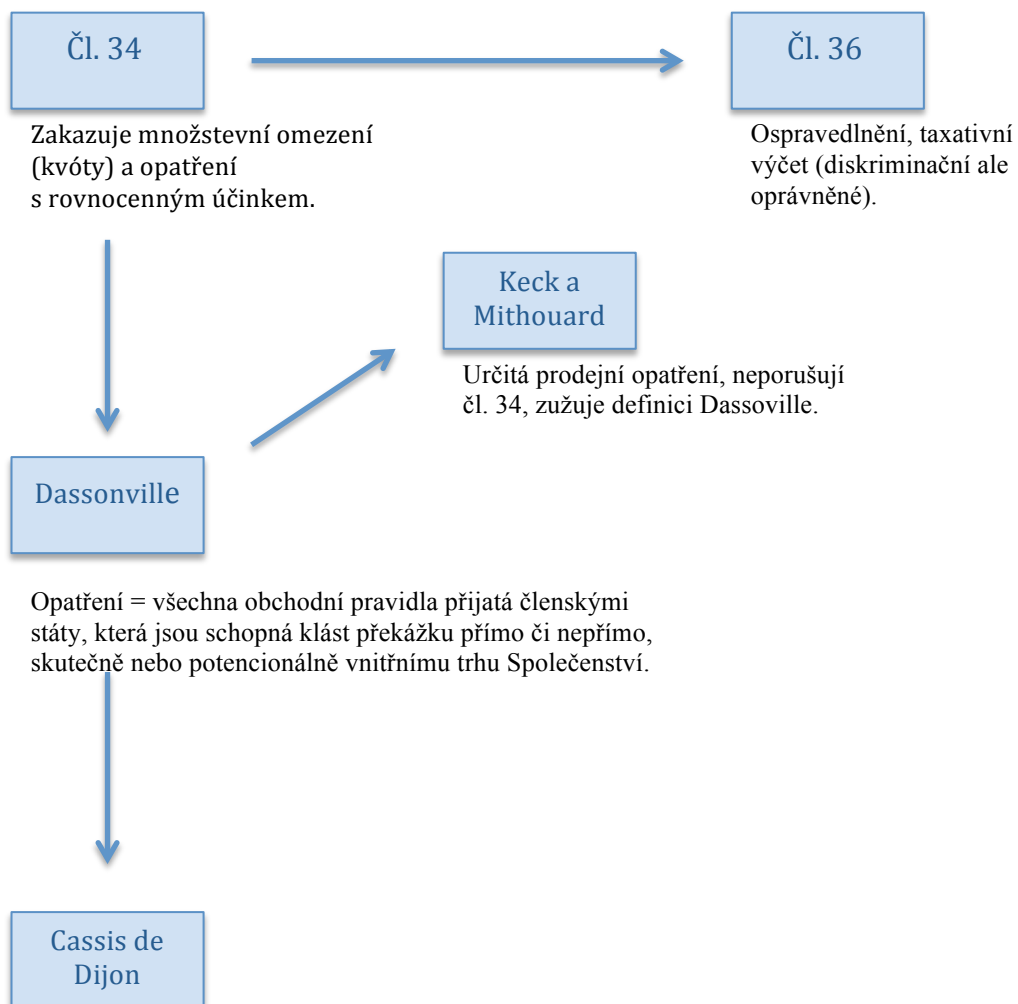 Čl. 34
Čl. 36
Zakazuje množstevní omezení
(kvóty) a opatření
s rovnocenným účinkem.
Ospravedlnění, taxativní
výčet (diskriminační ale
oprávněné).
Keck a
Mithouard
Určitá prodejní opatření, neporušují
čl. 34, zužuje definici Dassoville.
Dassonville
Opatření = všechna obchodní pravidla přijatá členskými
státy, která jsou schopná klást překážku přímo či nepřímo,
skutečně nebo potencionálně vnitřnímu trhu Společenství.
Cassis de
Dijon